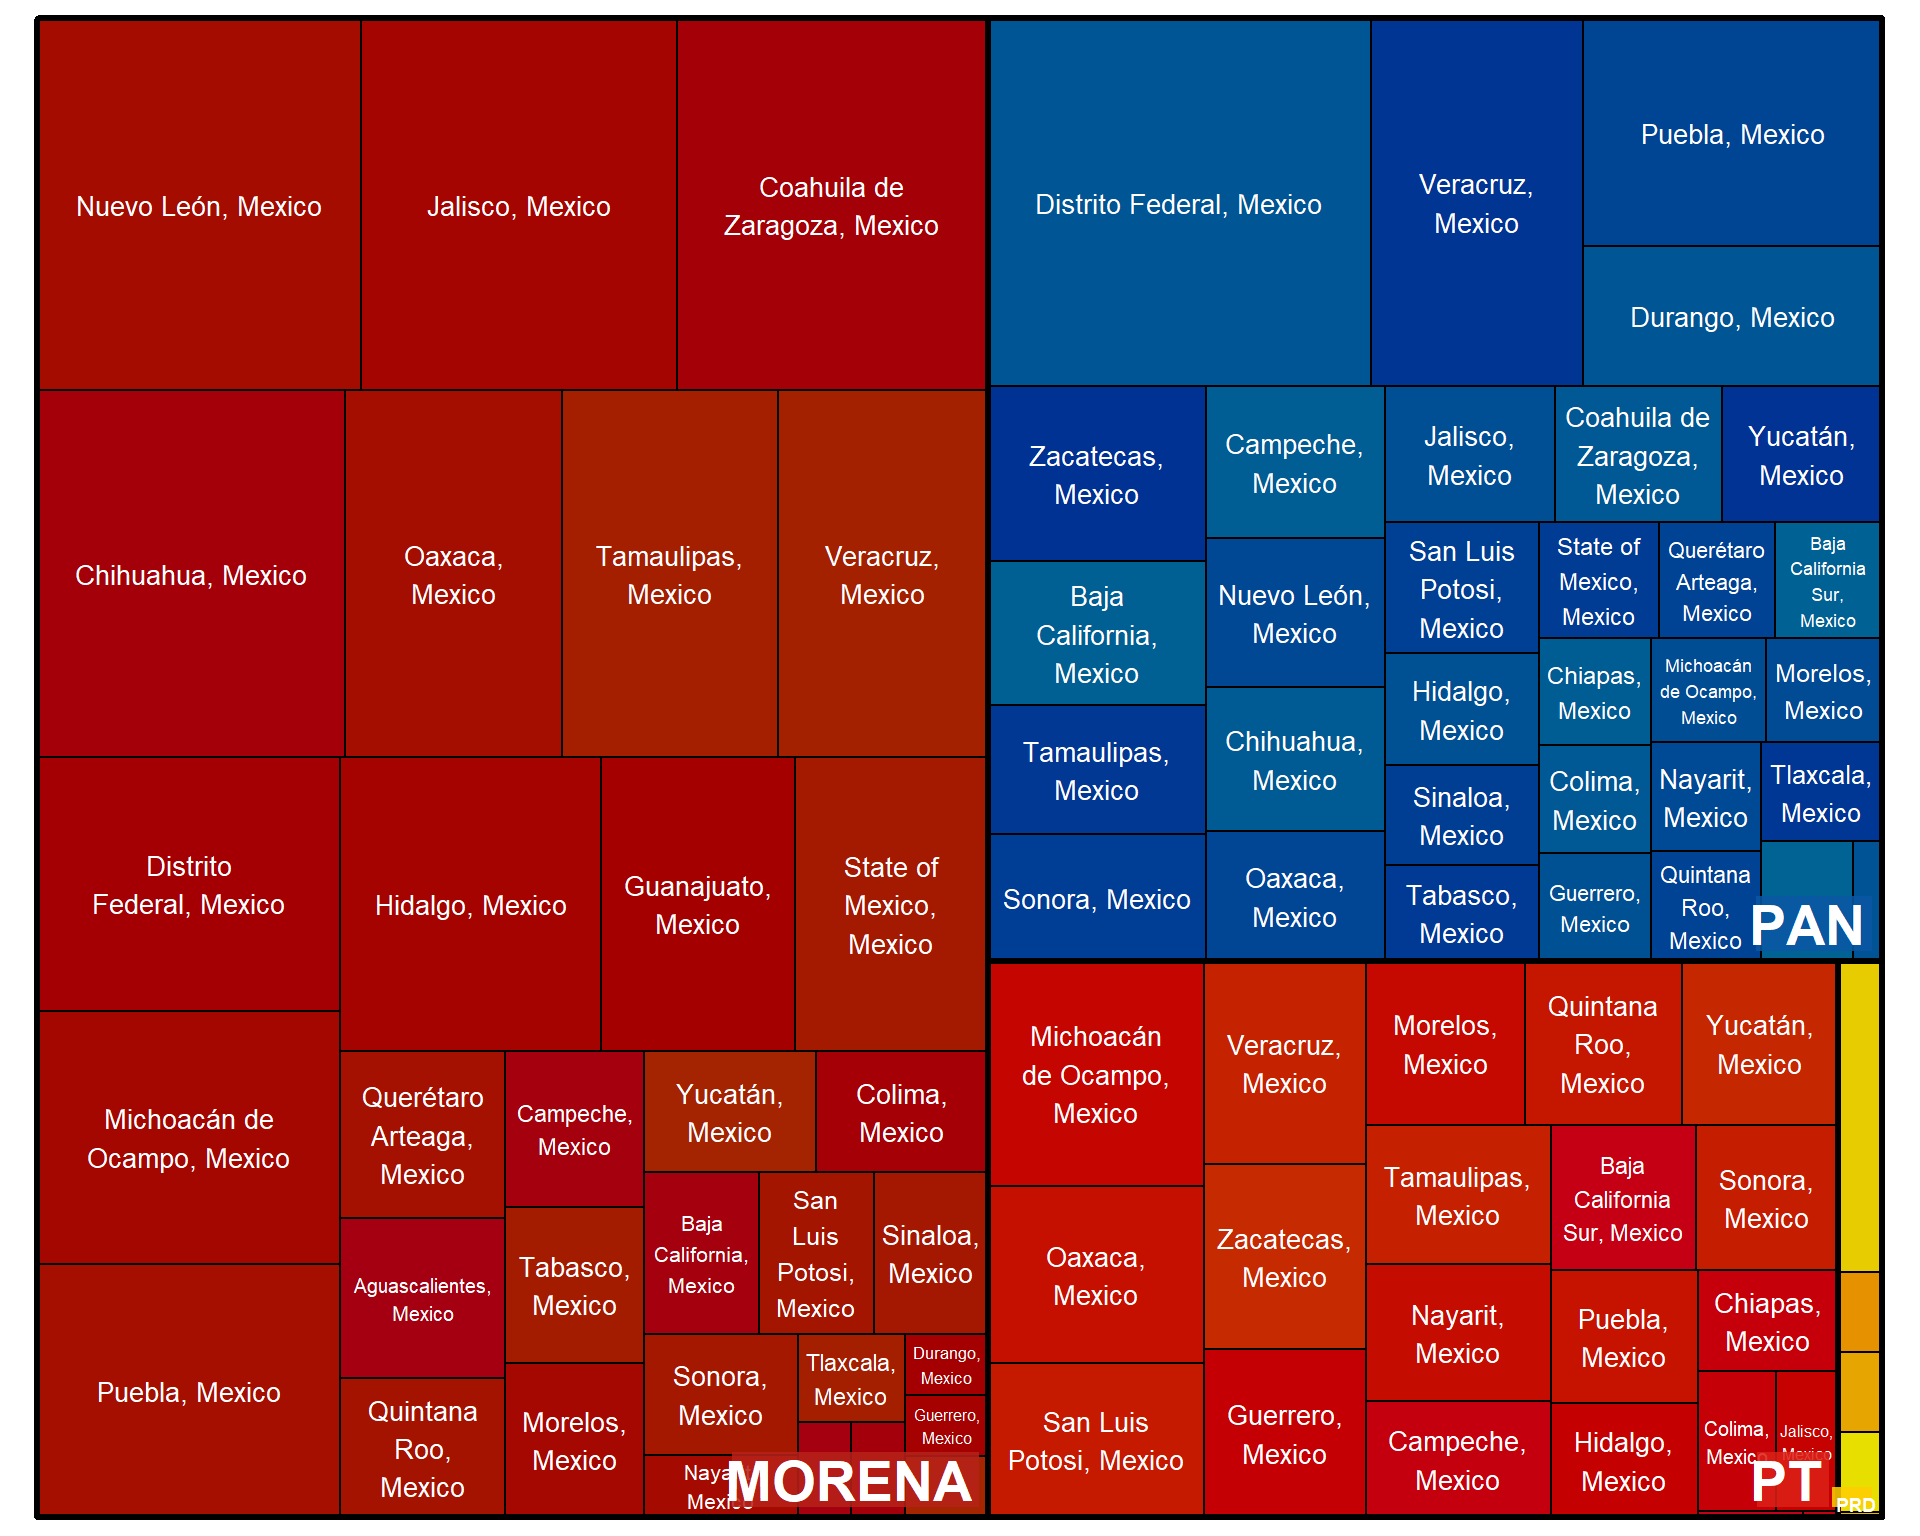 Nuevo León, Mexico
Jalisco, Mexico
Coahuila de
Zaragoza, Mexico
Chihuahua, Mexico
Oaxaca,
Mexico
Tamaulipas,
Mexico
Veracruz,
Mexico
Distrito
Federal, Mexico
Hidalgo, Mexico
Guanajuato,
Mexico
State of
Mexico,
Mexico
Michoacán de
Ocampo, Mexico
Puebla, Mexico
Querétaro
Arteaga,
Mexico
Campeche,
Mexico
Yucatán,
Mexico
Colima,
Mexico
Aguascalientes,
Mexico
Tabasco,
Mexico
Baja
California,
Mexico
San
Luis
Potosi,
Mexico
Sinaloa,
Mexico
Quintana
Roo,
Mexico
Morelos,
Mexico
Sonora,
Mexico
Tlaxcala,
Mexico
Durango,
Mexico
Guerrero,
Mexico
MORENA
Distrito Federal, Mexico
Veracruz,
Mexico
Puebla, Mexico
Durango, Mexico
Zacatecas,
Mexico
Campeche,
Mexico
Jalisco,
Mexico
Coahuila de
Zaragoza,
Mexico
Yucatán,
Mexico
Baja
California,
Mexico
Nuevo León,
Mexico
San Luis
Potosi,
Mexico
State of
Mexico,
Mexico
Querétaro
Arteaga,
Mexico
Baja
California
Sur,
Mexico
Tamaulipas,
Mexico
Chihuahua,
Mexico
Hidalgo,
Mexico
Chiapas,
Mexico
Michoacán
de Ocampo,
Mexico
Morelos,
Mexico
Sinaloa,
Mexico
Colima,
Mexico
Nayarit,
Mexico
Tlaxcala,
Mexico
Sonora, Mexico
Oaxaca,
Mexico
Tabasco,
Mexico
Guerrero,
Mexico
Quintana
Roo,
Mexico
PAN
Michoacán
de Ocampo,
Mexico
Veracruz,
Mexico
Morelos,
Mexico
Quintana
Roo,
Mexico
Yucatán,
Mexico
Oaxaca,
Mexico
Zacatecas,
Mexico
Tamaulipas,
Mexico
Baja
California
Sur, Mexico
Sonora,
Mexico
Nayarit,
Mexico
Puebla,
Mexico
Chiapas,
Mexico
San Luis
Potosi, Mexico
Guerrero,
Mexico
Campeche,
Mexico
Hidalgo,
Mexico
Colima,
Mexico
Jalisco,
Mexico
PT
PRD